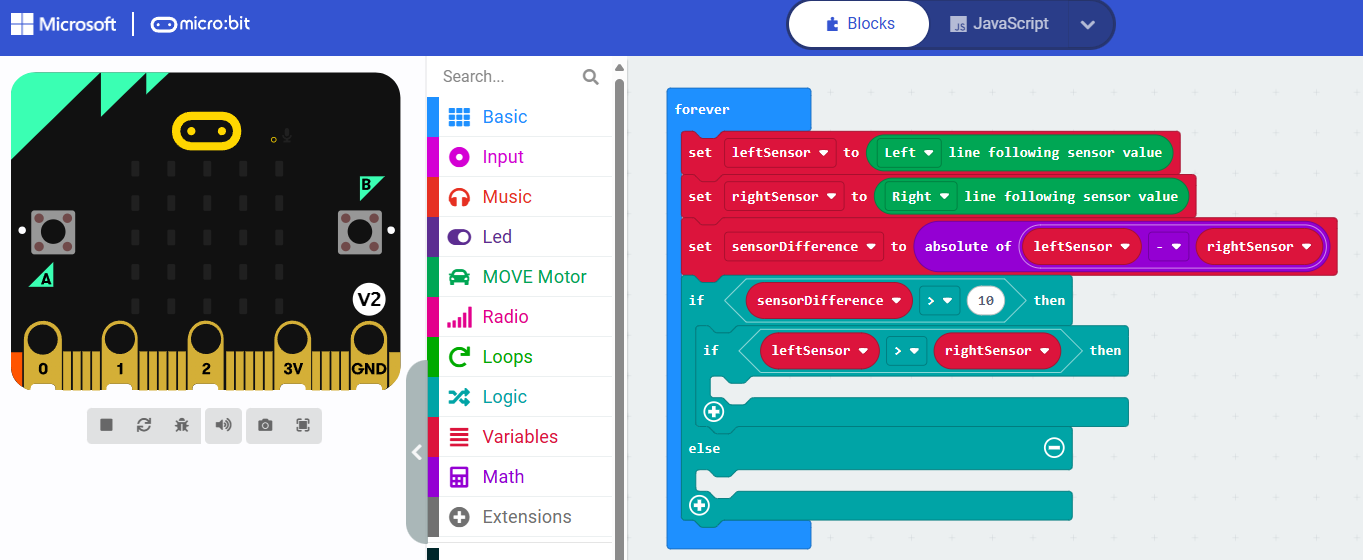 Microsoft micro:bit
Blocks
JavaScript
Search...
Basic
Input
Music
Led
MOVE Motor
Radio
Loops
Logic
Variables
Math
Extensions
B
A
V2
0 1 2 3V GND
forever
set leftSensor to Left line following sensor value
set rightSensor to Right line following sensor value
set sensorDifference to absolute of leftSensor - rightSensor
if sensorDifference > 10 then
if leftSensor > rightSensor then
else
JS